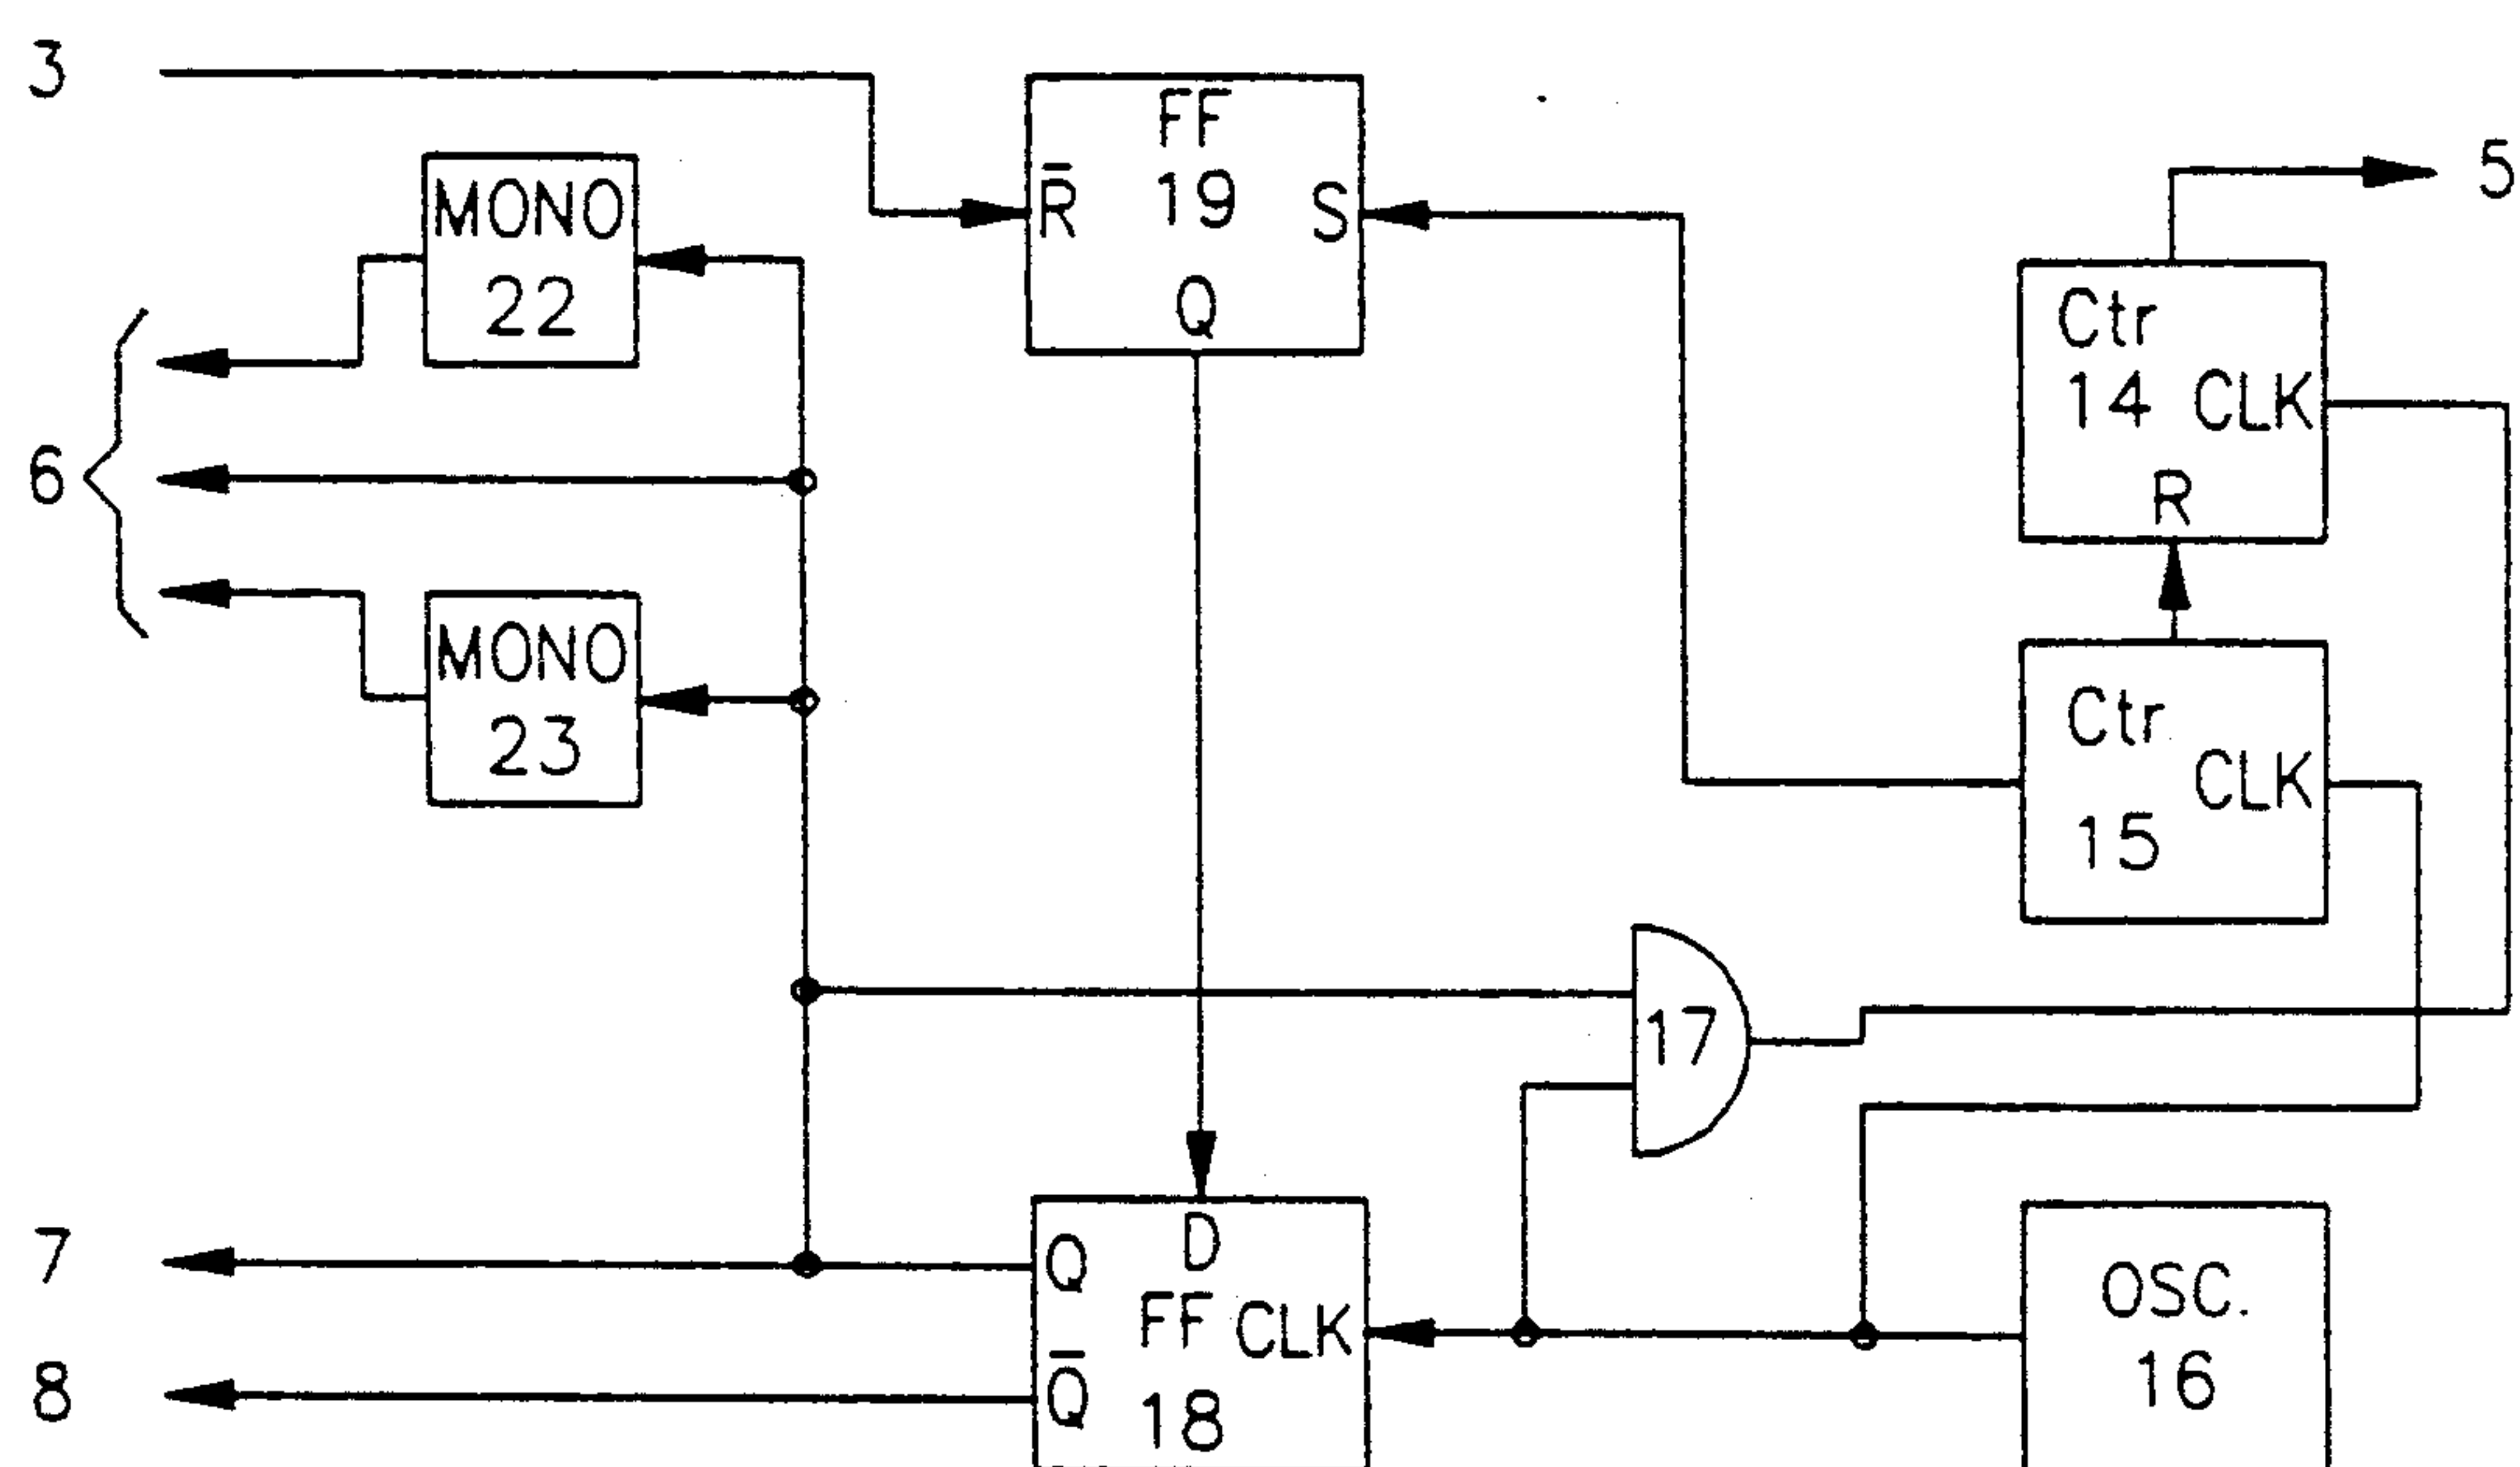 3
FF
19
R̅
S
Q
5
MONO
22
Ctr
14
CLK
R
6
MONO
23
Ctr
CLK
15
17
7
Q
D
FF
CLK
OSC.
16
8
Q̅
18